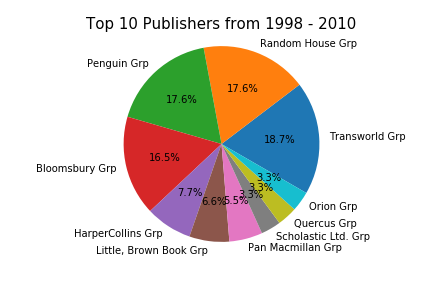 Top 10 Publishers from 1998 - 2010
Random House Grp
Penguin Grp
17.6%
17.6%
18.7%
Transworld Grp
16.5%
Bloomsbury Grp
3.3%
3.3%
7.7%
3.3%
6.6%
5.5%
Orion Grp
Quercus Grp
HarperCollins Grp
Scholastic Ltd. Grp
Little, Brown Book Grp
Pan Macmillan Grp